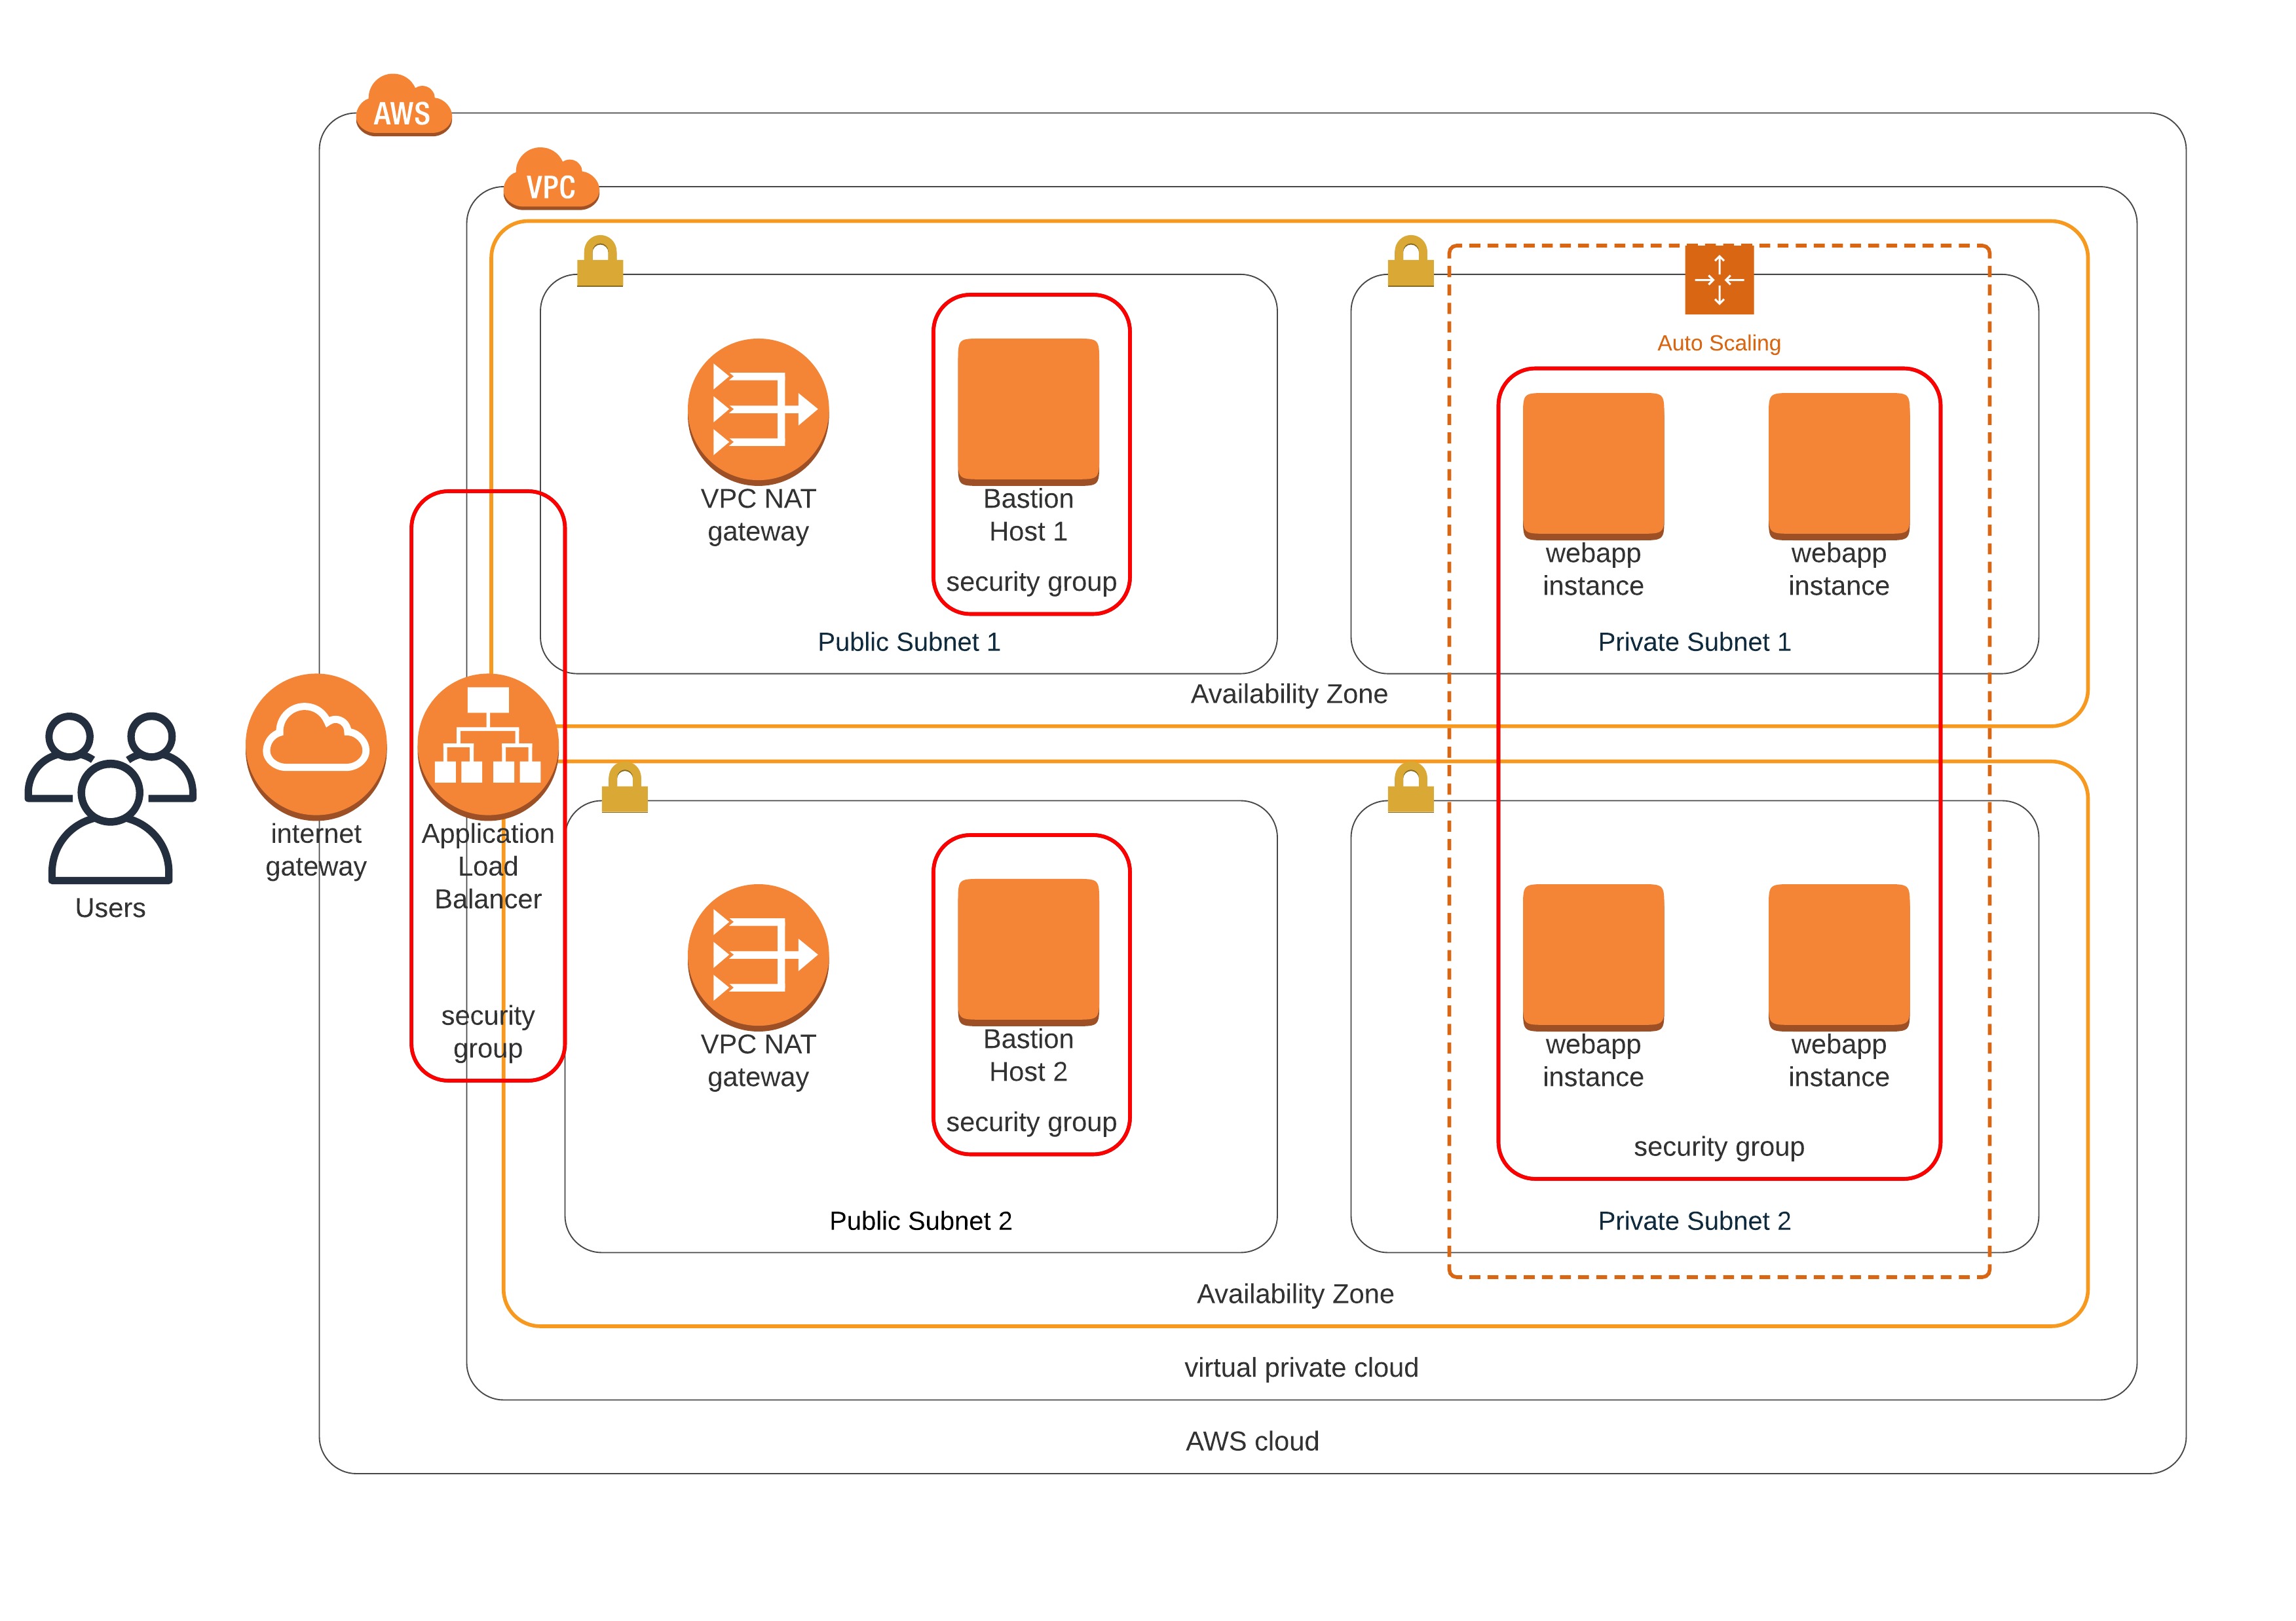 AWS
VPC
Auto Scaling
VPC NAT
gateway
Bastion
Host 1
security group
webapp
instance
webapp
instance
Public Subnet 1
Private Subnet 1
Availability Zone
Users
internet
gateway
Application
Load
Balancer
security
group
VPC NAT
gateway
Bastion
Host 2
security group
webapp
instance
webapp
instance
security group
Public Subnet 2
Private Subnet 2
Availability Zone
virtual private cloud
AWS cloud